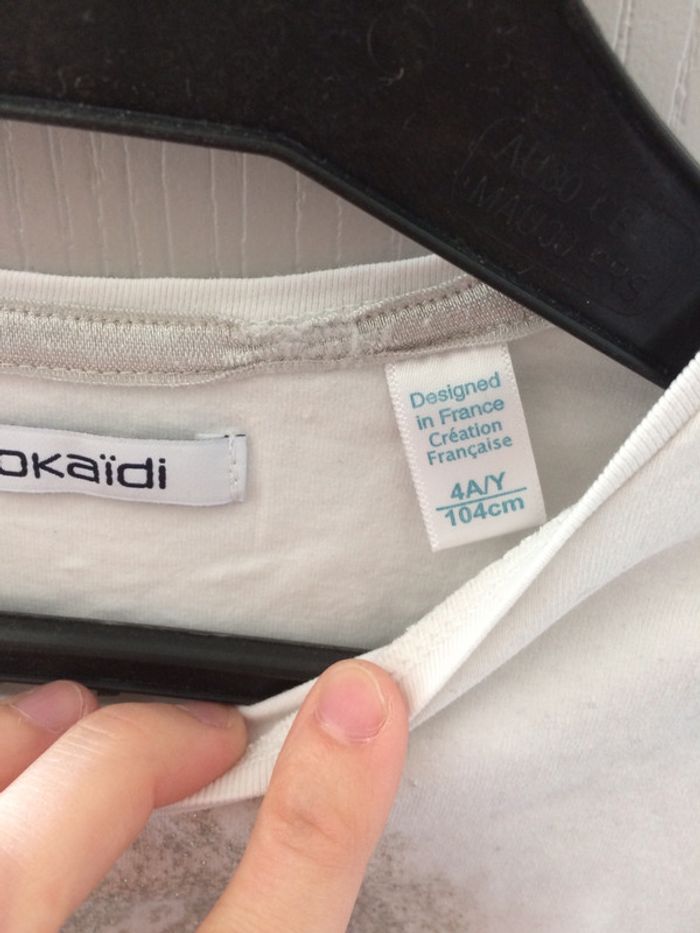 okaïdi
Designed
in France
Création
Française
4A/Y
104cm